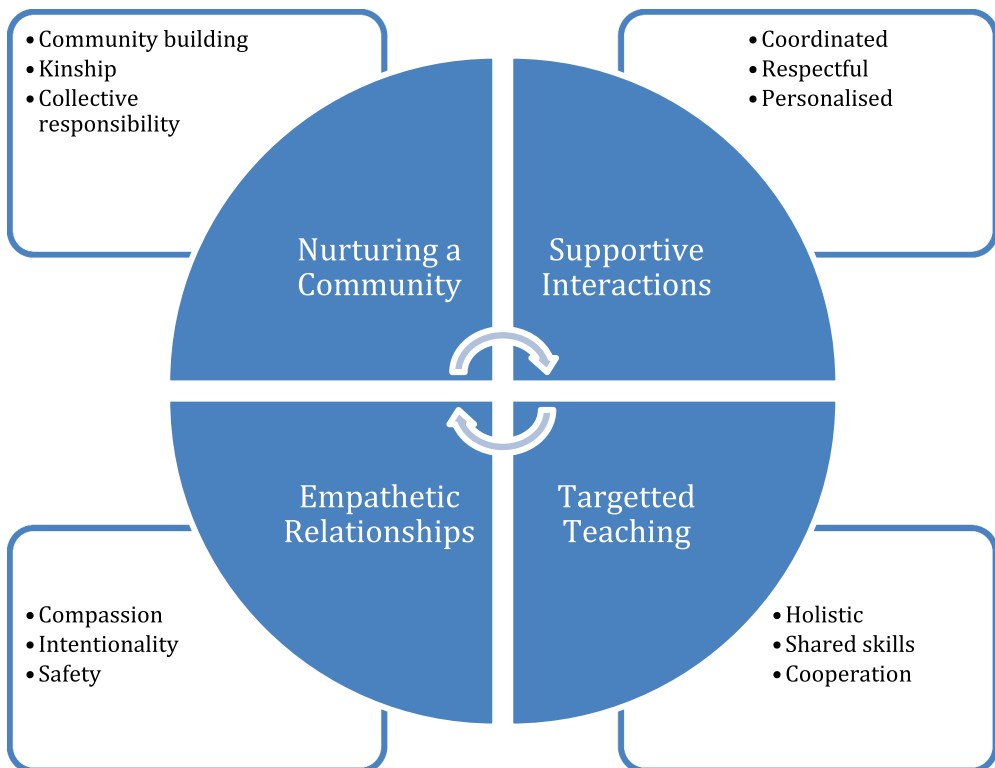 • Community building
• Kinship
• Collective
responsibility
• Coordinated
• Respectful
• Personalised
Nurturing a
Community
Supportive
Interactions
Empathetic
Relationships
Targetted
Teaching
• Compassion
• Intentionality
• Safety
• Holistic
• Shared skills
• Cooperation